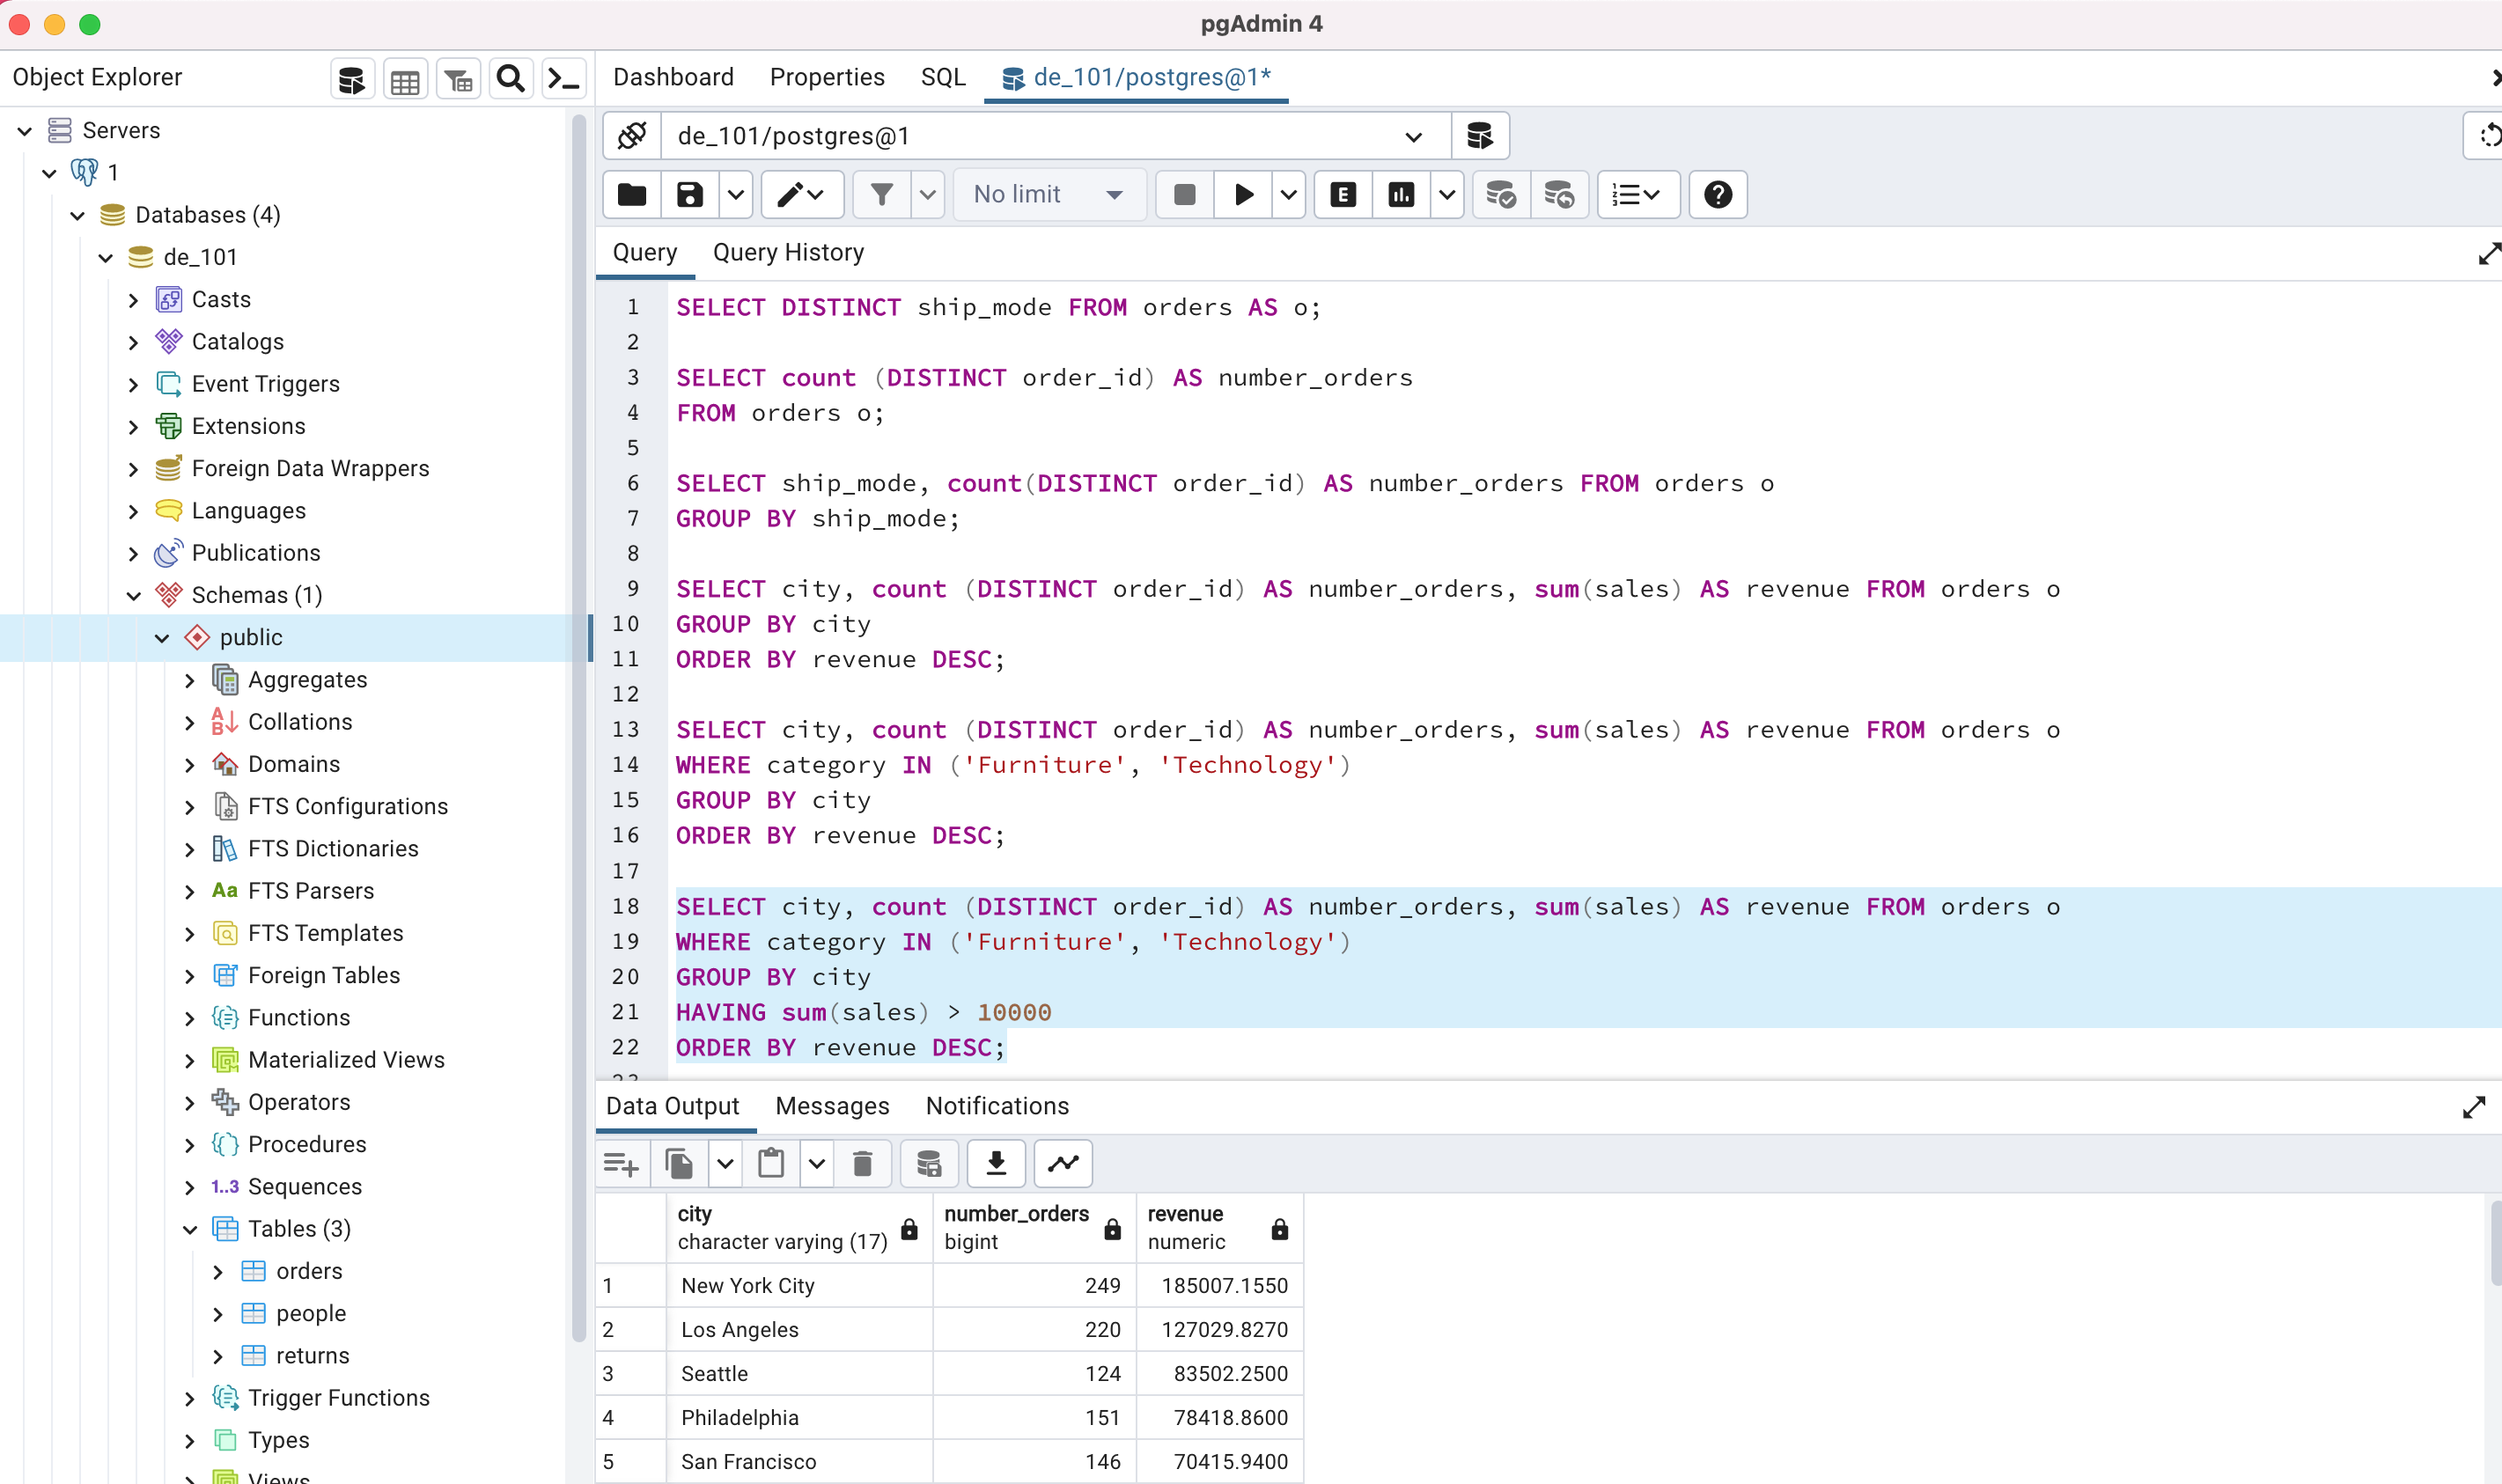 pgAdmin 4
Object Explorer
Servers
1
Databases (4)
de_101
Casts
Catalogs
Event Triggers
Extensions
Foreign Data Wrappers
Languages
Publications
Schemas (1)
public
Aggregates
Collations
Domains
FTS Configurations
FTS Dictionaries
Aa FTS Parsers
FTS Templates
Foreign Tables
Functions
Materialized Views
Operators
Procedures
1..3 Sequences
Tables (3)
orders
people
returns
Trigger Functions
Types
Views
Dashboard Properties SQL de_101/postgres@1*
de_101/postgres@1
No limit
Query Query History
1 SELECT DISTINCT ship_mode FROM orders AS o;
2
3 SELECT count (DISTINCT order_id) AS number_orders
4 FROM orders o;
5
6 SELECT ship_mode, count(DISTINCT order_id) AS number_orders FROM orders o
7 GROUP BY ship_mode;
8
9 SELECT city, count (DISTINCT order_id) AS number_orders, sum(sales) AS revenue FROM orders o
10 GROUP BY city
11 ORDER BY revenue DESC;
12
13 SELECT city, count (DISTINCT order_id) AS number_orders, sum(sales) AS revenue FROM orders o
14 WHERE category IN ('Furniture', 'Technology')
15 GROUP BY city
16 ORDER BY revenue DESC;
17
18 SELECT city, count (DISTINCT order_id) AS number_orders, sum(sales) AS revenue FROM orders o
19 WHERE category IN ('Furniture', 'Technology')
20 GROUP BY city
21 HAVING sum(sales) > 10000
22 ORDER BY revenue DESC;
23
Data Output Messages Notifications
city number_orders revenue
character varying (17) bigint numeric
1 New York City 249 185007.1550
2 Los Angeles 220 127029.8270
3 Seattle 124 83502.2500
4 Philadelphia 151 78418.8600
5 San Francisco 146 70415.9400